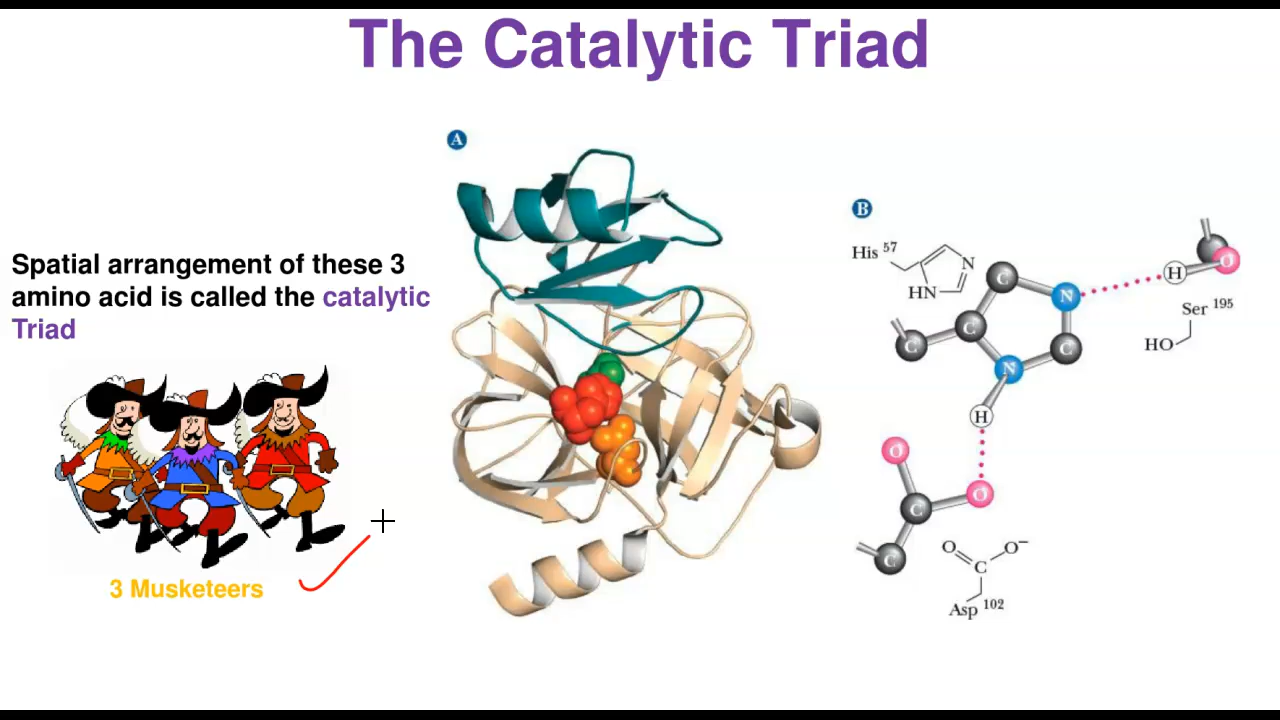 The Catalytic Triad
Spatial arrangement of these 3
amino acid is called the catalytic
Triad
3 Musketeers
A
B
His 57
N
HN
C
N
C
C
N
C
H
H
O
Ser 195
HO
O
C
O
C
O
O⁻
C
Asp 102